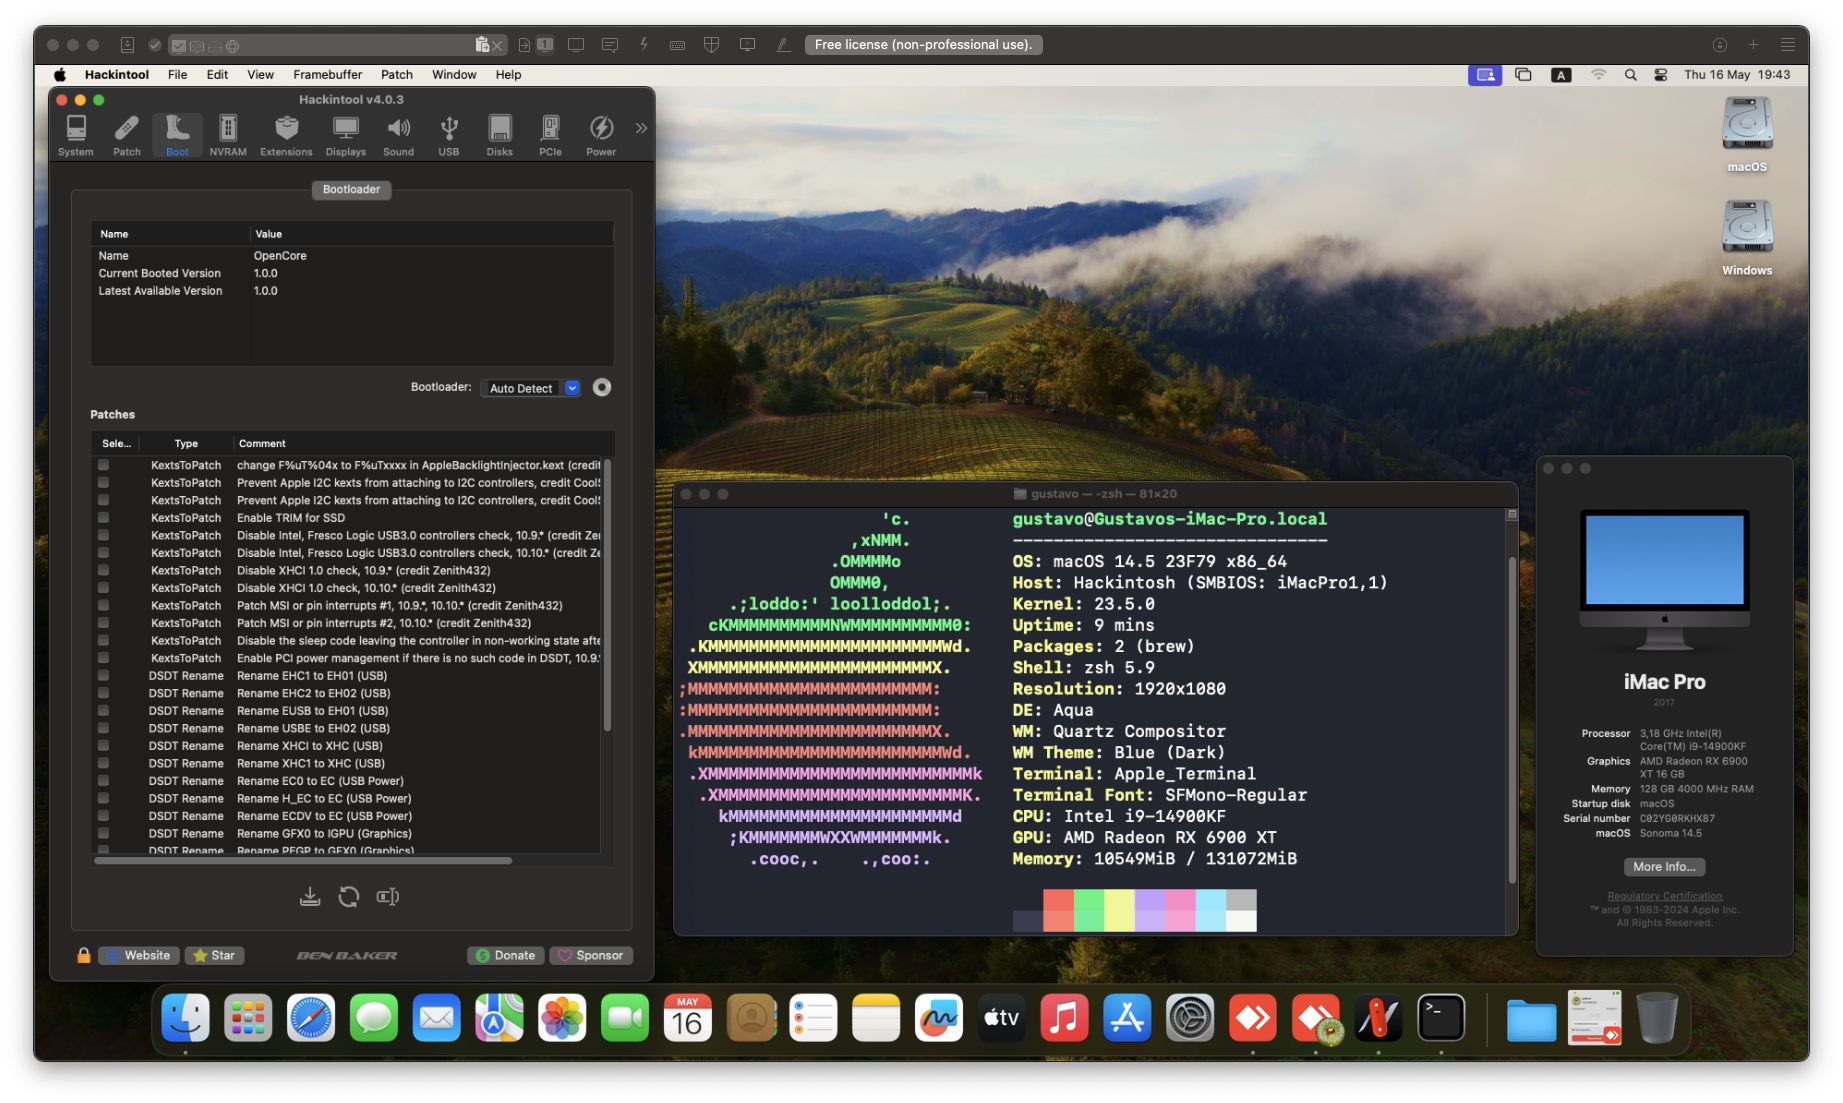 1
Free license (non-professional use).
Hackintool File Edit View Framebuffer Patch Window Help
A
Thu 16 May 19:43
Hackintool v4.0.3
System Patch Boot NVRAM Extensions Displays Sound USB Disks PCIe Power
Bootloader
Name Value
Name OpenCore
Current Booted Version 1.0.0
Latest Available Version 1.0.0
Bootloader: Auto Detect
Patches
Sele... Type Comment
KextsToPatch change F%uT%04x to F%uTxxxx in AppleBacklightInjector.kext (credit
KextsToPatch Prevent Apple I2C kexts from attaching to I2C controllers, credit CoolS
KextsToPatch Prevent Apple I2C kexts from attaching to I2C controllers, credit CoolS
KextsToPatch Enable TRIM for SSD
KextsToPatch Disable Intel, Fresco Logic USB3.0 controllers check, 10.9.* (credit Zer
KextsToPatch Disable Intel, Fresco Logic USB3.0 controllers check, 10.10.* (credit Ze
KextsToPatch Disable XHCI 1.0 check, 10.9.* (credit Zenith432)
KextsToPatch Disable XHCI 1.0 check, 10.10.* (credit Zenith432)
KextsToPatch Patch MSI or pin interrupts #1, 10.9.*, 10.10.* (credit Zenith432)
KextsToPatch Patch MSI or pin interrupts #2, 10.10.* (credit Zenith432)
KextsToPatch Disable the sleep code leaving the controller in non-working state afte
KextsToPatch Enable PCI power management if there is no such code in DSDT, 10.9.
DSDT Rename Rename EHC1 to EH01 (USB)
DSDT Rename Rename EHC2 to EH02 (USB)
DSDT Rename Rename EUSB to EH01 (USB)
DSDT Rename Rename USBE to EH02 (USB)
DSDT Rename Rename XHCI to XHC (USB)
DSDT Rename Rename XHC1 to XHC (USB)
DSDT Rename Rename EC0 to EC (USB Power)
DSDT Rename Rename H_EC to EC (USB Power)
DSDT Rename Rename ECDV to EC (USB Power)
DSDT Rename Rename GFX0 to IGPU (Graphics)
DSDT Rename Rename PEGP to GFX0 (Graphics)
Website Star BEN BAKER Donate Sponsor
macOS
Windows
gustavo — -zsh — 81×20
'c.
,xNMM.
.OMMMMo
OMMM0,
.;loddo:' loolloddol;.
cKMMMMMMMMMMNWMMMMMMMMMM0:
.KMMMMMMMMMMMMMMMMMMMMMMMWd.
XMMMMMMMMMMMMMMMMMMMMMMMX.
;MMMMMMMMMMMMMMMMMMMMMMMM:
:MMMMMMMMMMMMMMMMMMMMMMMM:
.MMMMMMMMMMMMMMMMMMMMMMMMX.
kMMMMMMMMMMMMMMMMMMMMMMMMWd.
.XMMMMMMMMMMMMMMMMMMMMMMMMMMk
.XMMMMMMMMMMMMMMMMMMMMMMMMK.
kMMMMMMMMMMMMMMMMMMMMMMd
;KMMMMMMMWXXWMMMMMMMk.
.cooc,. .,coo:.
gustavo@Gustavos-iMac-Pro.local
-------------------------------
OS: macOS 14.5 23F79 x86_64
Host: Hackintosh (SMBIOS: iMacPro1,1)
Kernel: 23.5.0
Uptime: 9 mins
Packages: 2 (brew)
Shell: zsh 5.9
Resolution: 1920x1080
DE: Aqua
WM: Quartz Compositor
WM Theme: Blue (Dark)
Terminal: Apple_Terminal
Terminal Font: SFMono-Regular
CPU: Intel i9-14900KF
GPU: AMD Radeon RX 6900 XT
Memory: 10549MiB / 131072MiB
iMac Pro
2017
Processor 3,18 GHz Intel(R)
Core(TM) i9-14900KF
Graphics AMD Radeon RX 6900
XT 16 GB
Memory 128 GB 4000 MHz RAM
Startup disk macOS
Serial number C02YG0RKHX87
macOS Sonoma 14.5
More Info...
Regulatory Certification
™ and © 1983-2024 Apple Inc.
All Rights Reserved.
MAY
16
tv
>_